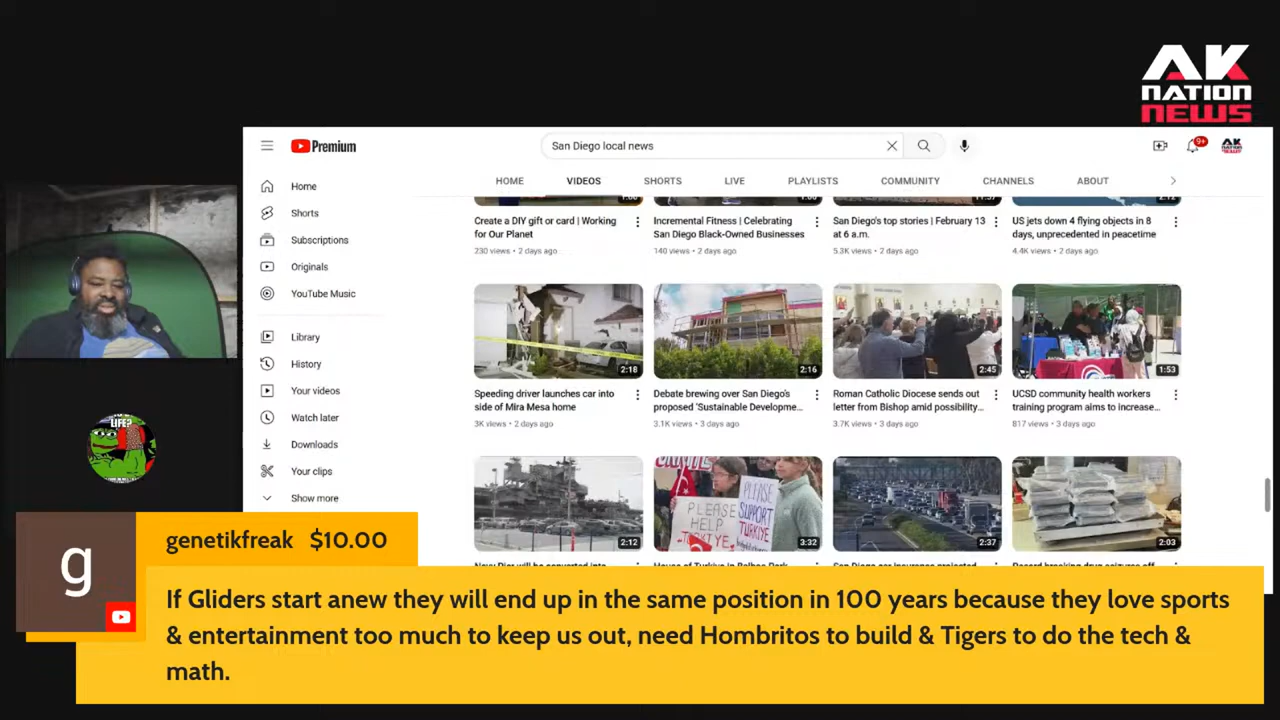 AK
NATION
NEWS
Premium
San Diego local news
9+
HOME VIDEOS SHORTS LIVE PLAYLISTS COMMUNITY CHANNELS ABOUT
Home
Shorts
Subscriptions
Originals
YouTube Music
Library
History
Your videos
Watch later
Downloads
Your clips
Show more
Create a DIY gift or card | Working
for Our Planet
230 views • 2 days ago
Incremental Fitness | Celebrating
San Diego Black-Owned Businesses
140 views • 2 days ago
San Diego's top stories | February 13
at 6 a.m.
5.3K views • 2 days ago
US jets down 4 flying objects in 8
days, unprecedented in peacetime
4.4K views • 2 days ago
2:18
Speeding driver launches car into
side of Mira Mesa home
3K views • 2 days ago
2:16
Debate brewing over San Diego's
proposed 'Sustainable Developme...
3.1K views • 3 days ago
2:45
Roman Catholic Diocese sends out
letter from Bishop amid possibility...
3.7K views • 3 days ago
1:53
UCSD community health workers
training program aims to increase...
817 views • 3 days ago
2:12
PLEASE
HELP
PLEASE
SUPPORT
TURKIYE
3:32
2:37
2:03
LIFE?
g
genetikfreak $10.00
If Gliders start anew they will end up in the same position in 100 years because they love sports
& entertainment too much to keep us out, need Hombritos to build & Tigers to do the tech &
math.